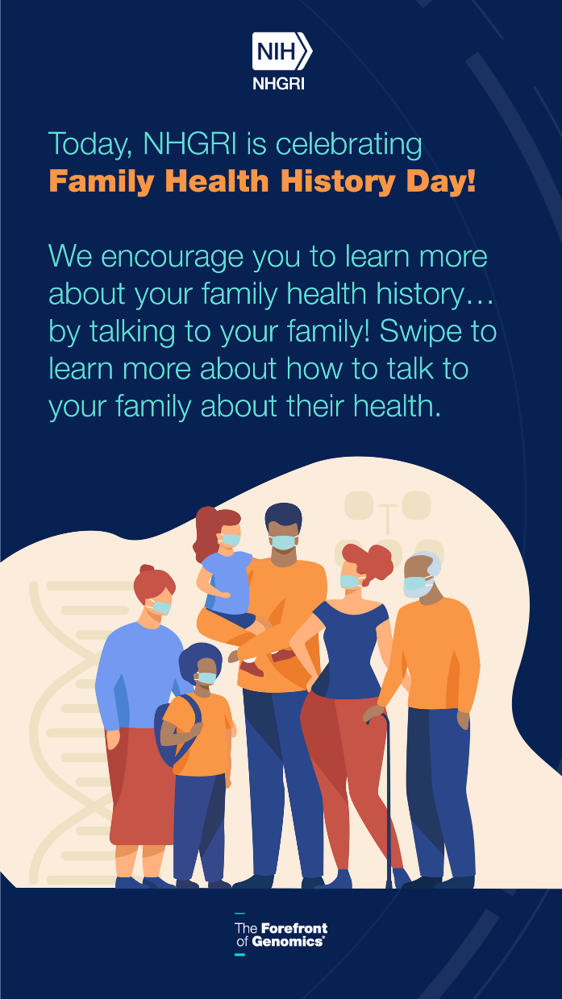 NIH
NHGRI
Today, NHGRI is celebrating
Family Health History Day!
We encourage you to learn more
about your family health history...
by talking to your family! Swipe to
learn more about how to talk to
your family about their health.
The Forefront
of Genomics®